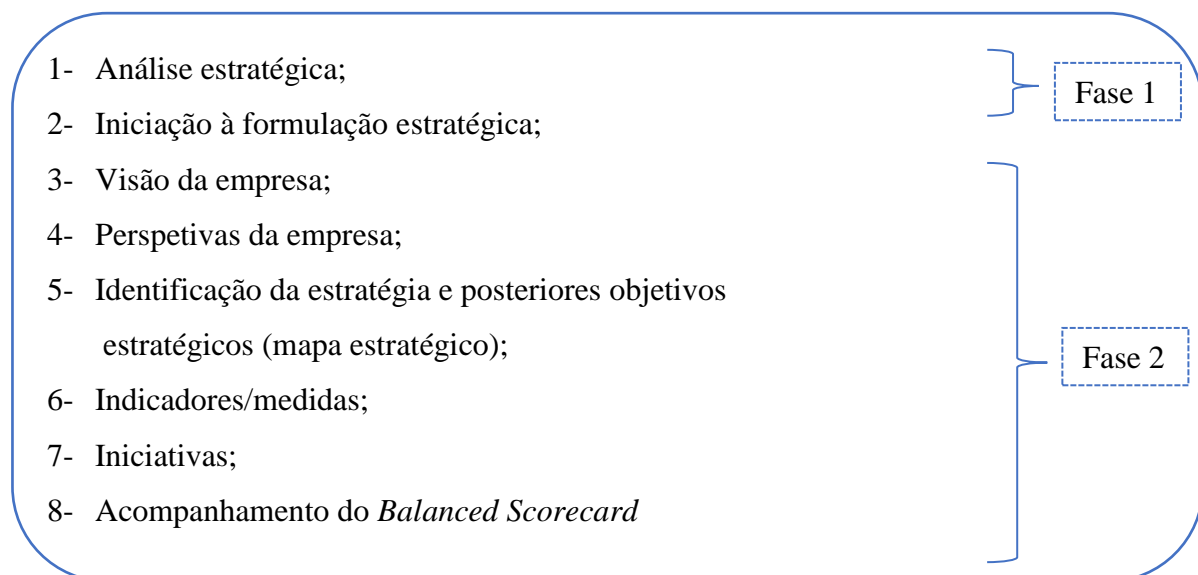 1- Análise estratégica;
Fase 1
2- Iniciação à formulação estratégica;
3- Visão da empresa;
4- Perspetivas da empresa;
5- Identificação da estratégia e posteriores objetivos
estratégicos (mapa estratégico);
Fase 2
6- Indicadores/medidas;
7- Iniciativas;
8- Acompanhamento do Balanced Scorecard